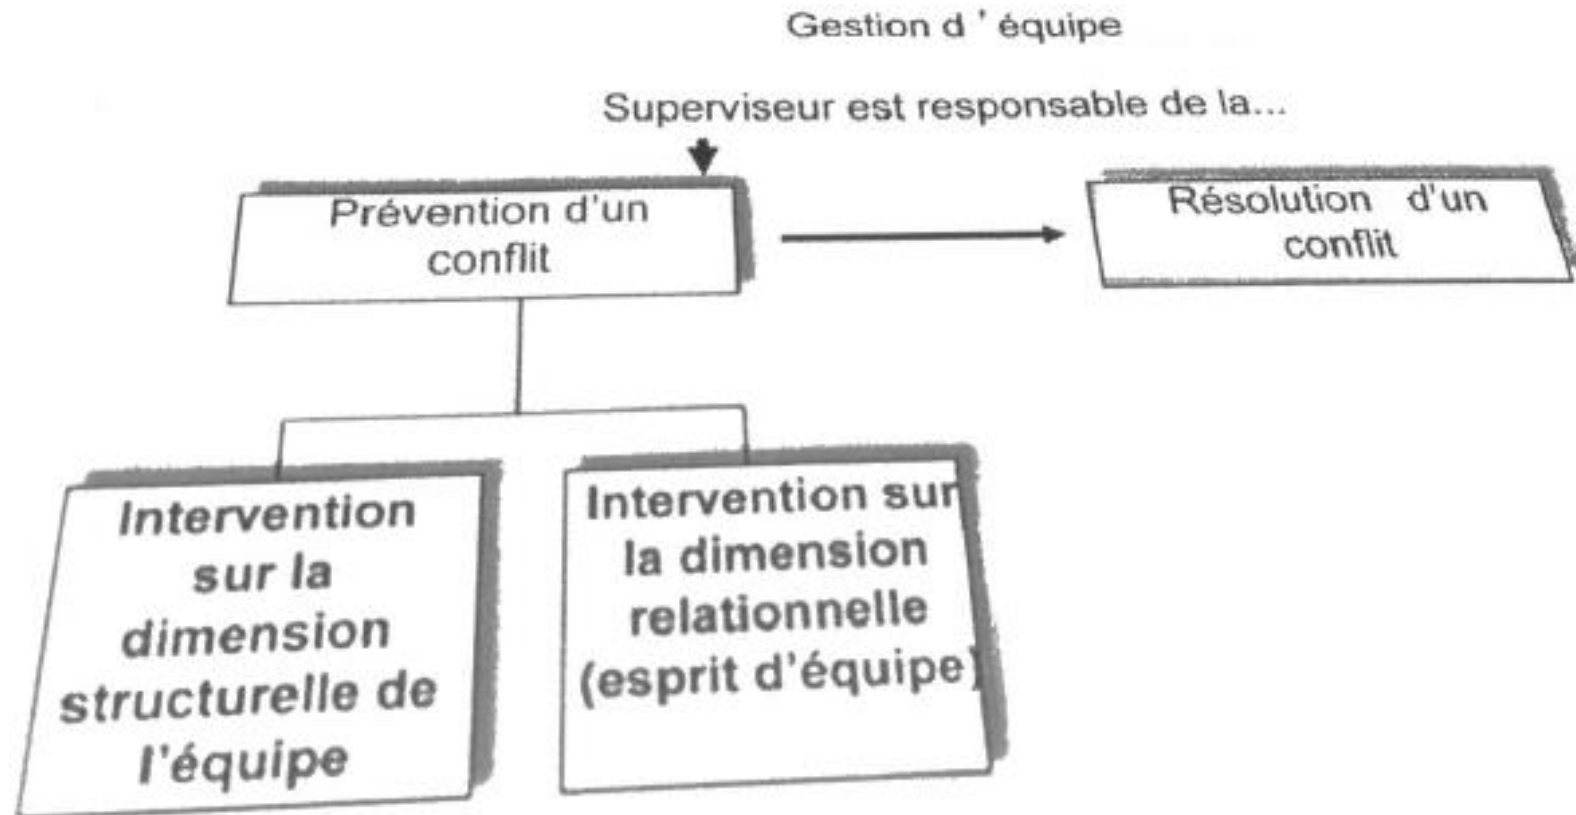 Gestion d ' équipe
Superviseur est responsable de la...
Prévention d'un
conflit
Résolution d'un
conflit
Intervention
sur la
dimension
structurelle de
l'équipe
Intervention sur
la dimension
relationnelle
(esprit d'équipe)